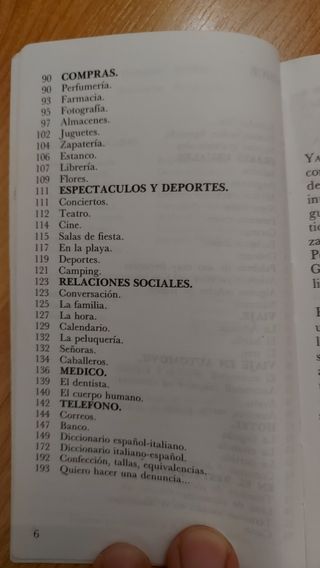 90 COMPRAS.
90 Perfumería.
93 Farmacia.
95 Fotografía.
97 Almacenes.
102 Juguetes.
104 Zapatería.
106 Estanco.
107 Librería.
109 Flores.
111 ESPECTACULOS Y DEPORTES.
111 Conciertos.
112 Teatro.
114 Cine.
115 Salas de fiesta.
117 En la playa.
119 Deportes.
121 Camping.
123 RELACIONES SOCIALES.
123 Conversación.
125 La familia.
127 La hora.
129 Calendario.
132 La peluquería.
132 Señoras.
134 Caballeros.
136 MEDICO.
139 El dentista.
140 El cuerpo humano.
142 TELEFONO.
144 Correos.
147 Banco.
149 Diccionario español-italiano.
172 Diccionario italiano-español.
192 Confección, tallas, equivalencias.
193 Quiero hacer una denuncia...
6